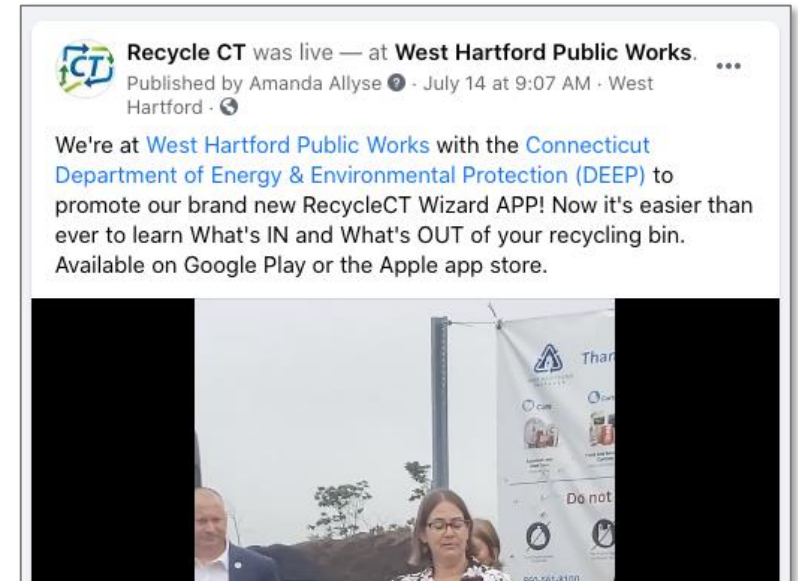 CT
Recycle CT was live — at West Hartford Public Works.
Published by Amanda Allyse · July 14 at 9:07 AM · West
Hartford ·
We're at West Hartford Public Works with the Connecticut
Department of Energy & Environmental Protection (DEEP) to
promote our brand new RecycleCT Wizard APP! Now it's easier than
ever to learn What's IN and What's OUT of your recycling bin.
Available on Google Play or the Apple app store.
Than
Do not